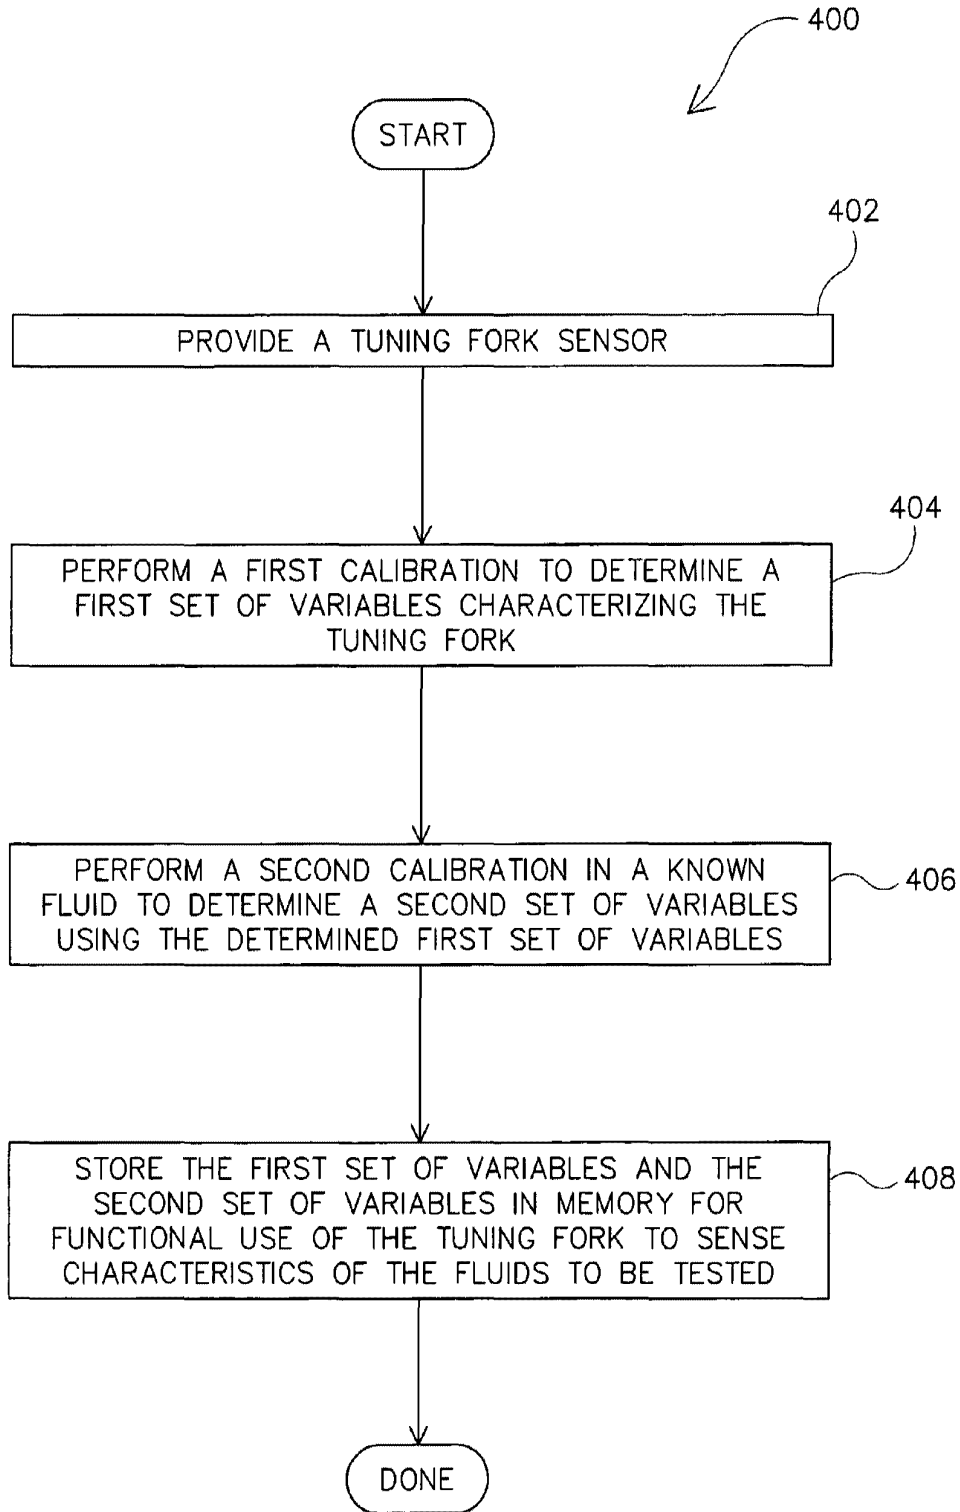 400
START
402
PROVIDE A TUNING FORK SENSOR
404
PERFORM A FIRST CALIBRATION TO DETERMINE A
FIRST SET OF VARIABLES CHARACTERIZING THE
TUNING FORK
PERFORM A SECOND CALIBRATION IN A KNOWN
FLUID TO DETERMINE A SECOND SET OF VARIABLES
USING THE DETERMINED FIRST SET OF VARIABLES
406
STORE THE FIRST SET OF VARIABLES AND THE
SECOND SET OF VARIABLES IN MEMORY FOR
FUNCTIONAL USE OF THE TUNING FORK TO SENSE
CHARACTERISTICS OF THE FLUIDS TO BE TESTED
408
DONE